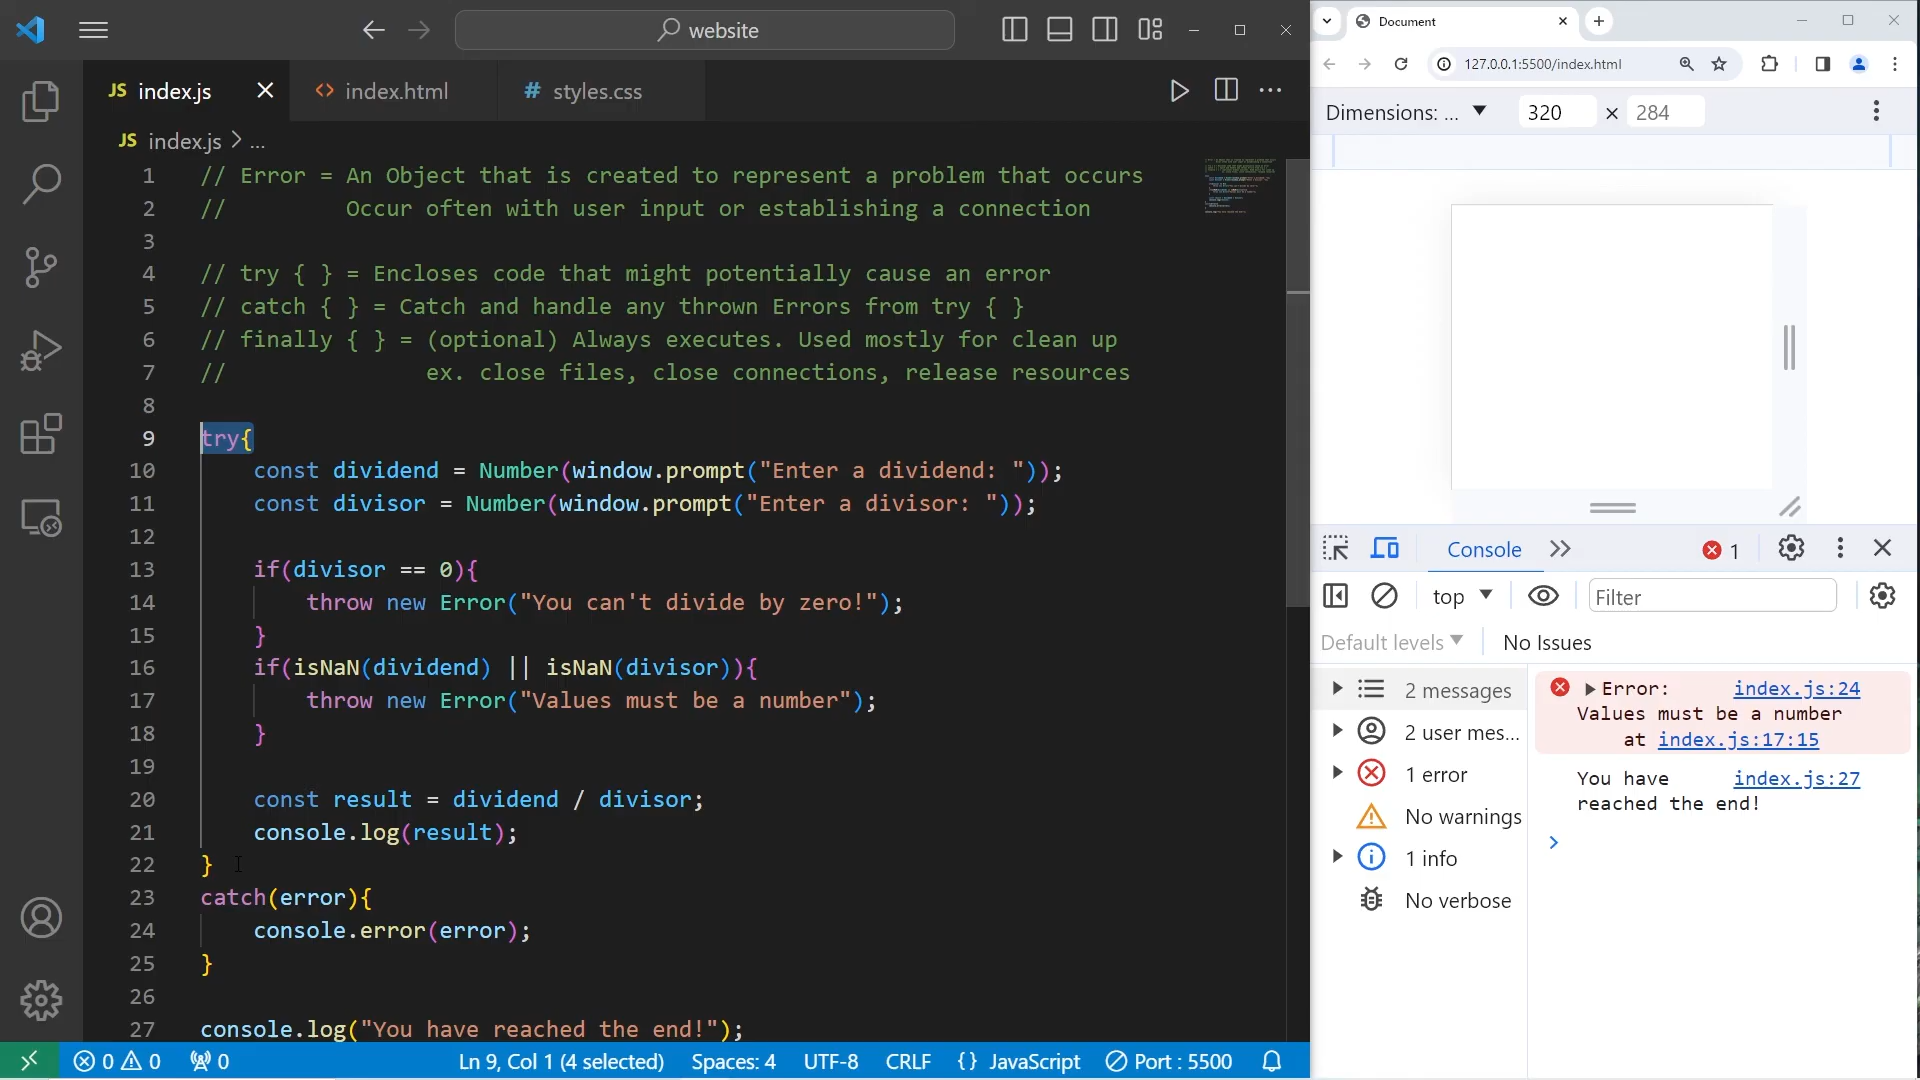 website
JS index.js
<> index.html
# styles.css
JS index.js > ...
1 // Error = An Object that is created to represent a problem that occurs
2 //         Occur often with user input or establishing a connection
3
4 // try { } = Encloses code that might potentially cause an error
5 // catch { } = Catch and handle any thrown Errors from try { }
6 // finally { } = (optional) Always executes. Used mostly for clean up
7 //               ex. close files, close connections, release resources
8
9 try{
10     const dividend = Number(window.prompt("Enter a dividend: "));
11     const divisor = Number(window.prompt("Enter a divisor: "));
12
13     if(divisor == 0){
14         throw new Error("You can't divide by zero!");
15     }
16     if(isNaN(dividend) || isNaN(divisor)){
17         throw new Error("Values must be a number");
18     }
19
20     const result = dividend / divisor;
21     console.log(result);
22 }
23 catch(error){
24     console.error(error);
25 }
26
27 console.log("You have reached the end!");
0 0 0
Ln 9, Col 1 (4 selected) Spaces: 4 UTF-8 CRLF {} JavaScript Port : 5500
Document
127.0.0.1:5500/index.html
Dimensions: ... 320 × 284
Console 1
top Filter
Default levels No Issues
2 messages
2 user mes...
1 error
No warnings
1 info
No verbose
Error: index.js:24
Values must be a number
at index.js:17:15
You have index.js:27
reached the end!